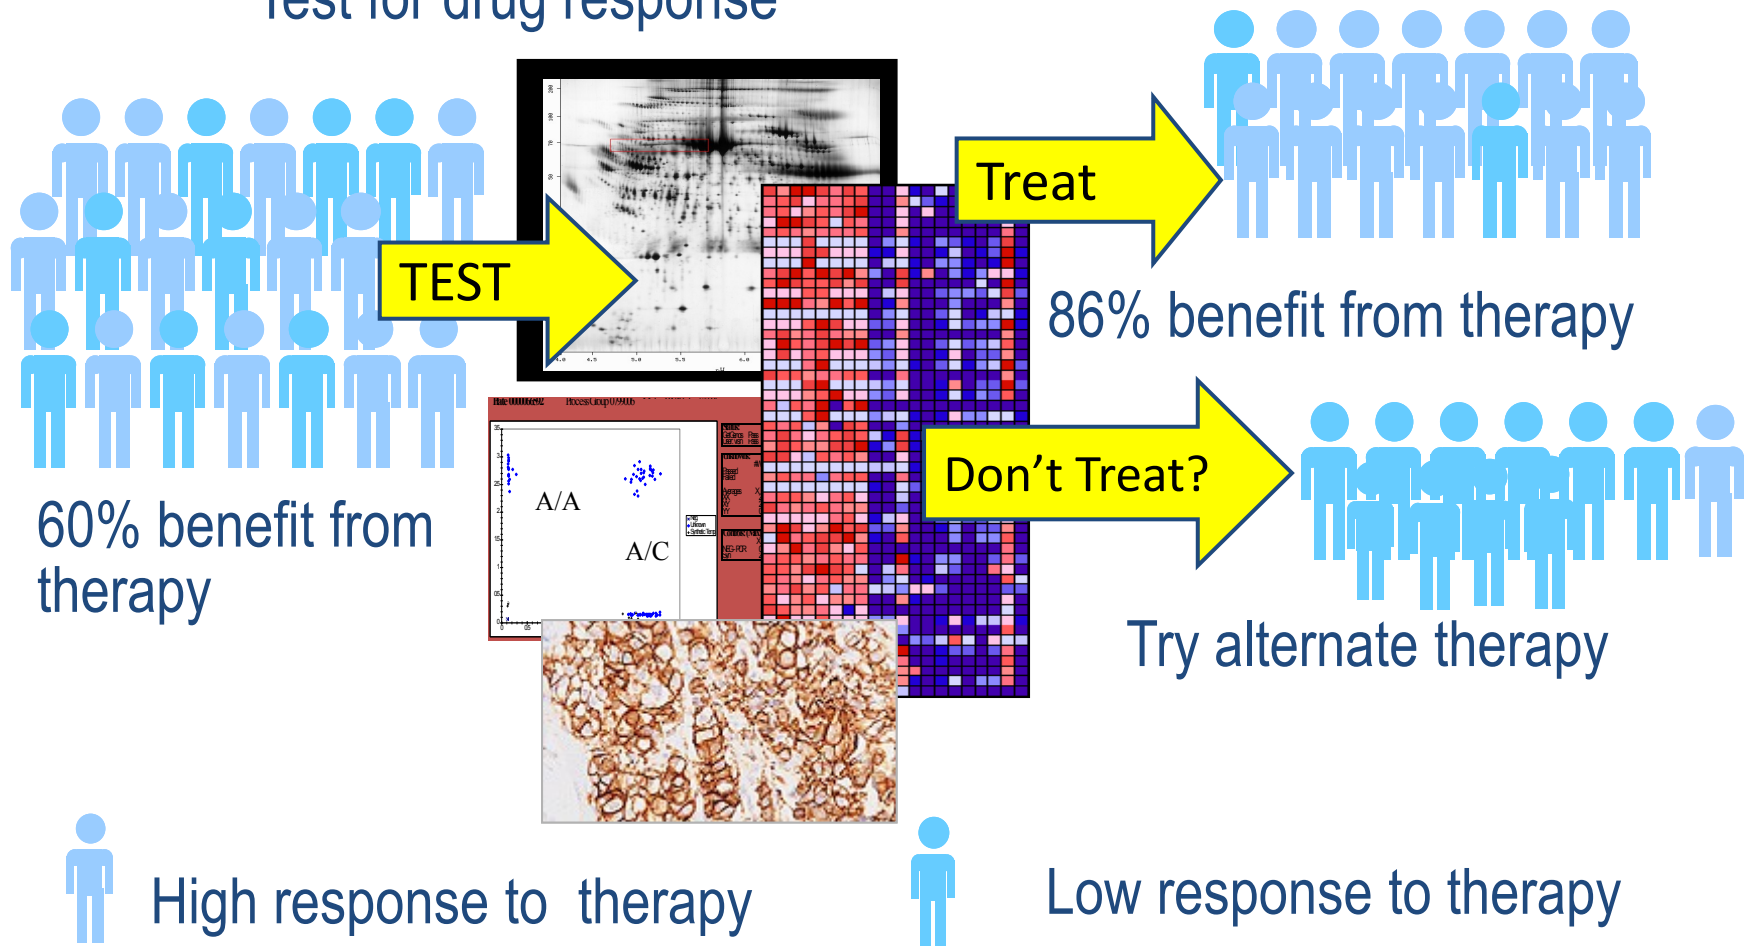 Test for drug response
TEST
Treat
86% benefit from therapy
Don't Treat?
60% benefit from
therapy
Try alternate therapy
A/A
A/C
High response to therapy
Low response to therapy